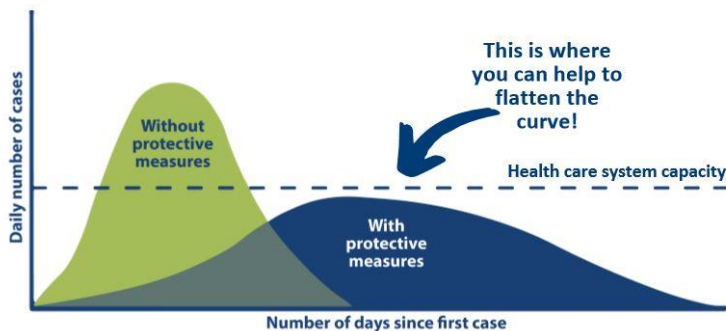 This is where
you can help to
flatten the
curve!
Without
protective
measures
Health care system capacity
With
protective
measures
Daily number of cases
Number of days since first case